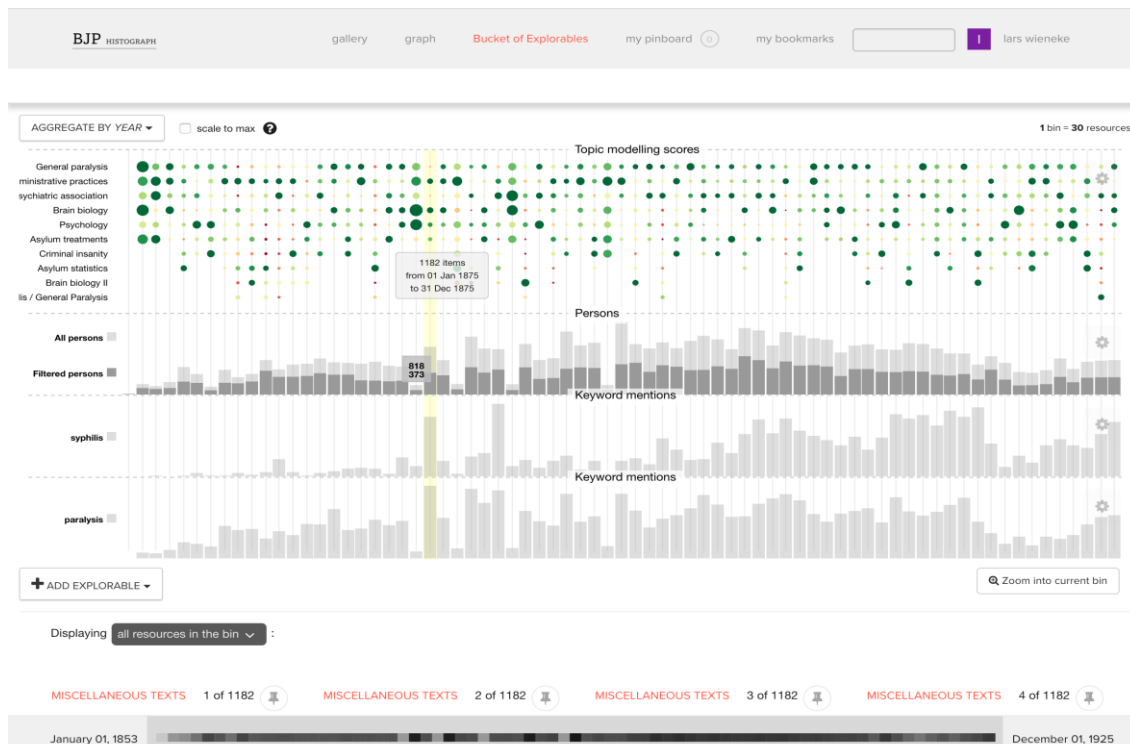 BJP HISTOGRAPH gallery graph Bucket of Explorables my pinboard 0 my bookmarks l lars wieneke
AGGREGATE BY YEAR scale to max ? 1 bin = 30 resources
Topic modelling scores
General paralysis
ministrative practices
sychiatric association
Brain biology
Psychology
Asylum treatments
Criminal insanity
Asylum statistics
Brain biology II
lis / General Paralysis
1182 items
from 01 Jan 1875
to 31 Dec 1875
Persons
All persons
Filtered persons
818
373
Keyword mentions
syphilis
Keyword mentions
paralysis
ADD EXPLORABLE Zoom into current bin
Displaying all resources in the bin :
MISCELLANEOUS TEXTS 1 of 1182 MISCELLANEOUS TEXTS 2 of 1182 MISCELLANEOUS TEXTS 3 of 1182 MISCELLANEOUS TEXTS 4 of 1182
January 01, 1853 December 01, 1925